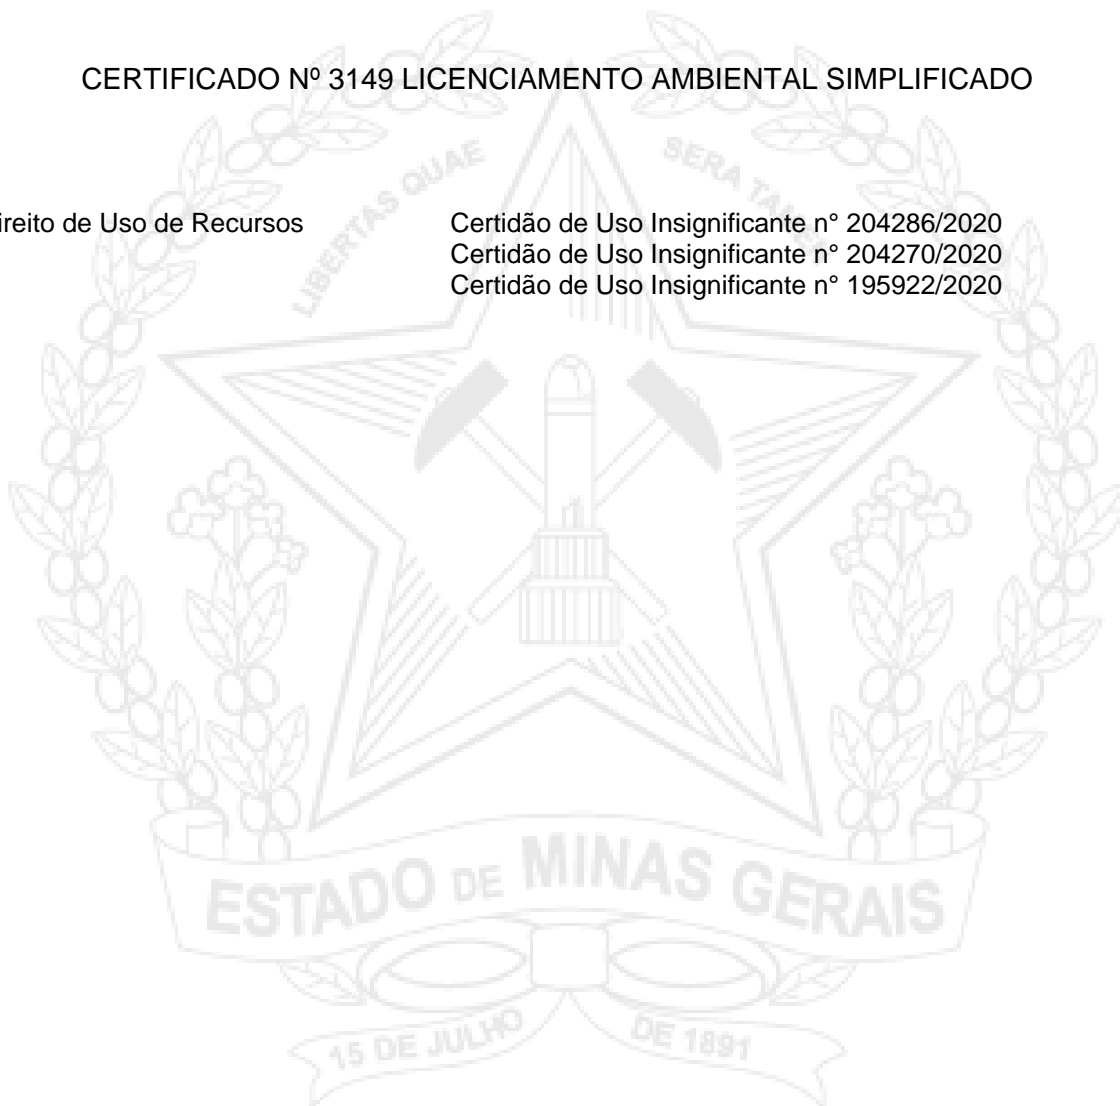 CERTIFICADO Nº 3149 LICENCIAMENTO AMBIENTAL SIMPLIFICADO
LIBERTAS QUAE SERA TAMEN
ireito de Uso de Recursos
Certidão de Uso Insignificante n° 204286/2020
Certidão de Uso Insignificante n° 204270/2020
Certidão de Uso Insignificante n° 195922/2020
ESTADO DE MINAS GERAIS
15 DE JULHO DE 1891